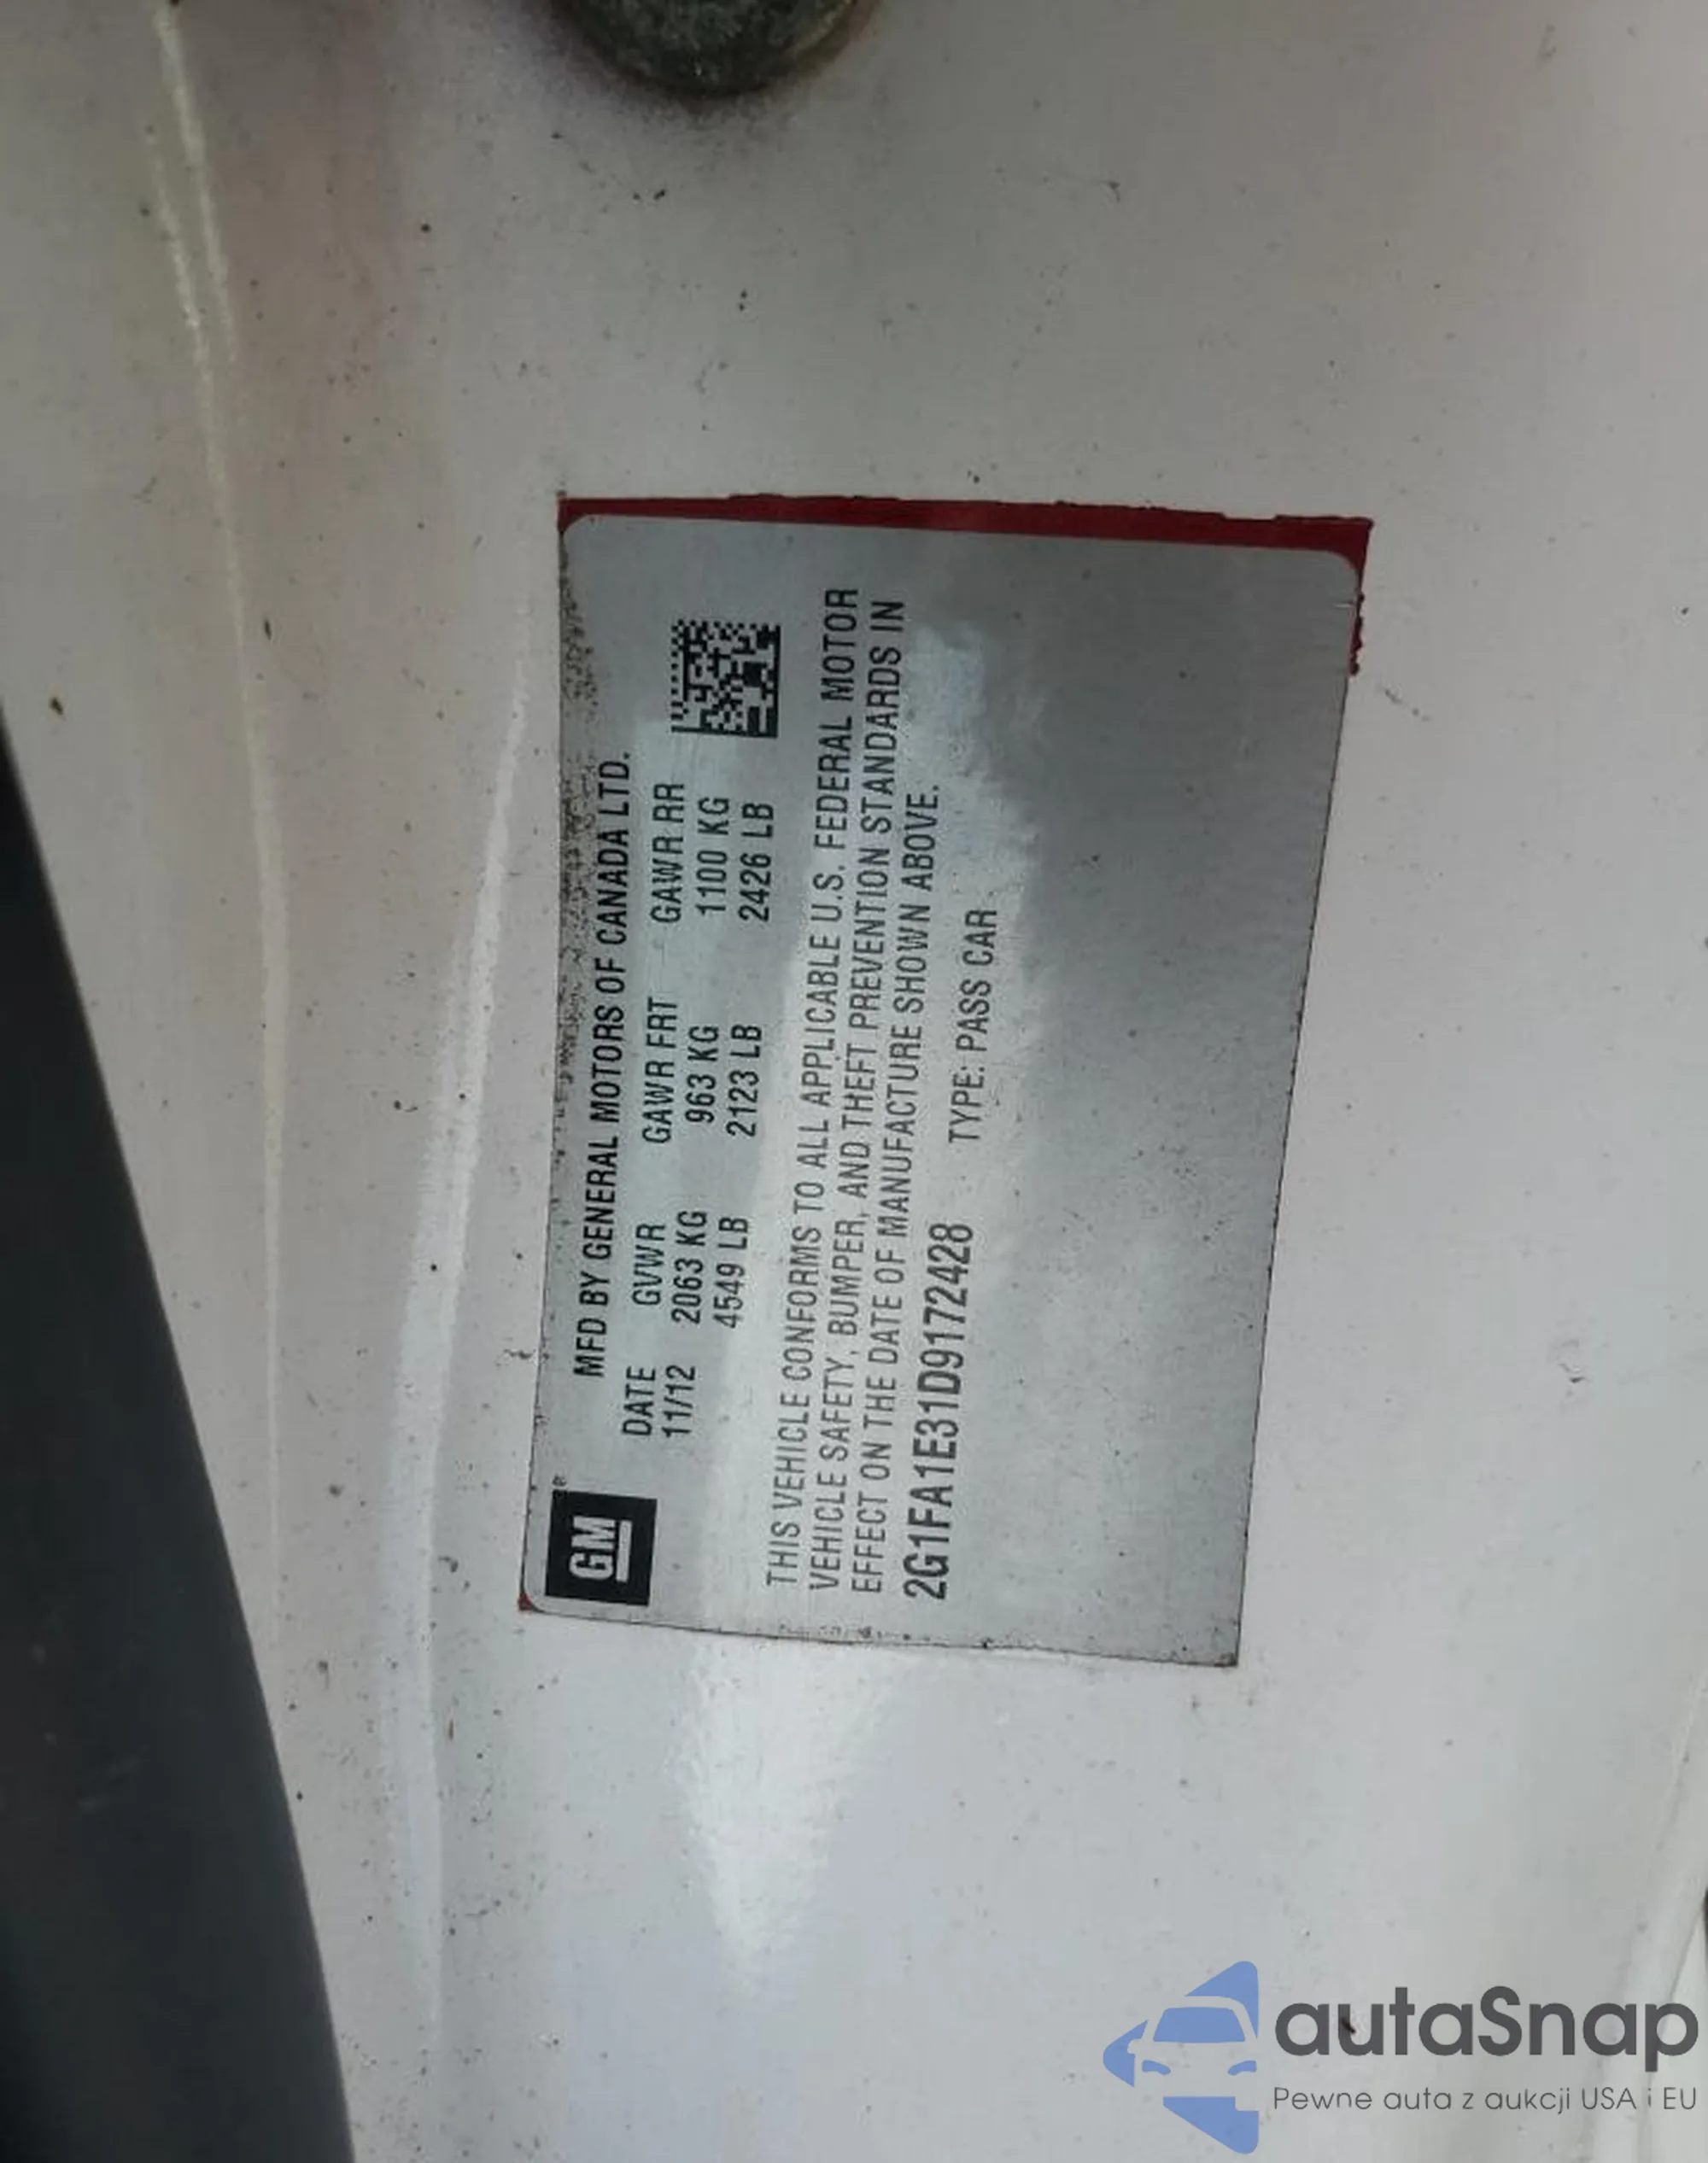 GM
MFD BY GENERAL MOTORS OF CANADA LTD.
DATE GVWR GAWR FRT GAWR RR
11/12 2063 KG 963 KG 1100 KG
4549 LB 2123 LB 2426 LB
THIS VEHICLE CONFORMS TO ALL APPLICABLE U.S. FEDERAL MOTOR
VEHICLE SAFETY, BUMPER, AND THEFT PREVENTION STANDARDS IN
EFFECT ON THE DATE OF MANUFACTURE SHOWN ABOVE.
2G1FA1E31D9172428 TYPE: PASS CAR
autaSnap
Pewne auta z aukcji USA i EU